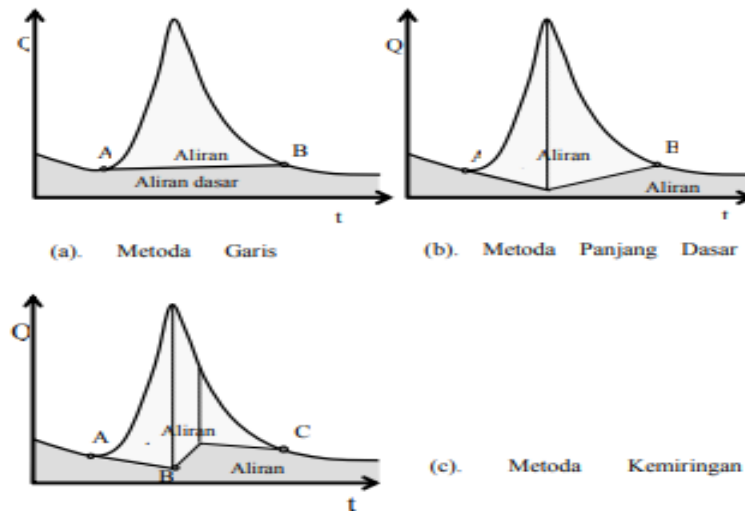 Q
A
Aliran
B
Aliran dasar
t
(a). Metoda Garis
Q
A
Aliran
B
Aliran
t
(b). Metoda Panjang Dasar
Q
A
Aliran
B
C
Aliran
t
(c). Metoda Kemiringan